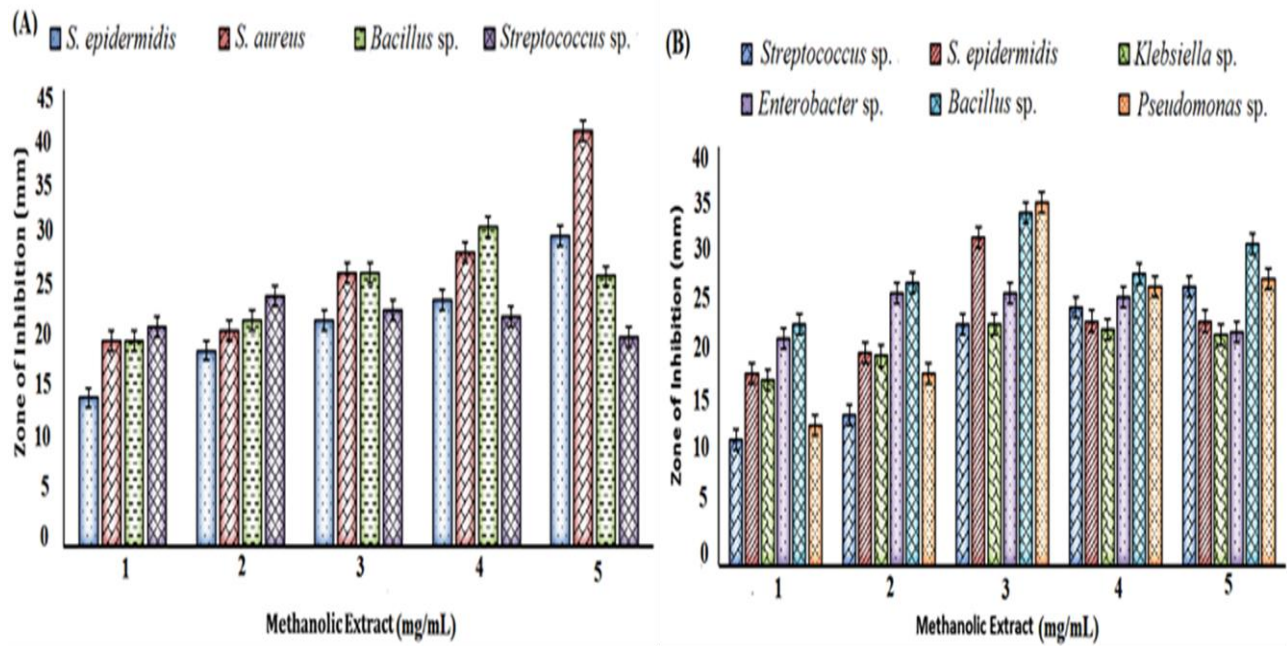 (A)
S. epidermidis S. aureus Bacillus sp. Streptococcus sp.
45
40
35
30
25
20
15
10
5
0
Zone of Inhibition (mm)
1 2 3 4 5
Methanolic Extract (mg/mL)
(B)
Streptococcus sp. S. epidermidis Klebsiella sp.
Enterobacter sp. Bacillus sp. Pseudomonas sp.
40
35
30
25
20
15
10
5
0
Zone of Inhibition (mm)
1 2 3 4 5
Methanolic Extract (mg/mL)